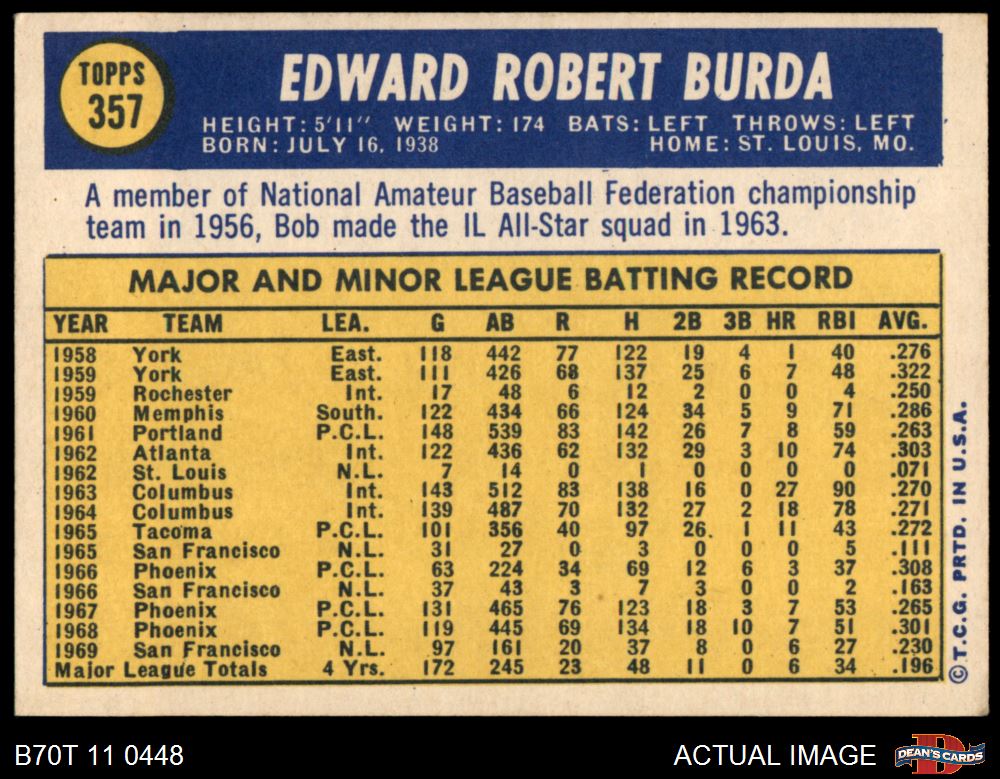 TOPPS
357
EDWARD ROBERT BURDA
HEIGHT: 5'11" WEIGHT: 174 BATS: LEFT THROWS: LEFT
BORN: JULY 16, 1938 HOME: ST. LOUIS, MO.
A member of National Amateur Baseball Federation championship
team in 1956, Bob made the IL All-Star squad in 1963.
MAJOR AND MINOR LEAGUE BATTING RECORD
YEAR TEAM LEA. G AB R H 2B 3B HR RBI AVG.
1958 York East. 118 442 77 122 19 4 1 40 .276
1959 York East. 111 426 68 137 25 6 7 48 .322
1959 Rochester Int. 17 48 6 12 2 0 0 4 .250
1960 Memphis South. 122 434 66 124 34 5 9 71 .286
1961 Portland P.C.L. 148 539 83 142 26 7 8 59 .263
1962 Atlanta Int. 122 436 62 132 29 3 10 74 .303
1962 St. Louis N.L. 7 14 0 1 0 0 0 0 .071
1963 Columbus Int. 143 512 83 138 16 0 27 90 .270
1964 Columbus Int. 139 487 70 132 27 2 18 78 .271
1965 Tacoma P.C.L. 101 356 40 97 26 1 11 43 .272
1965 San Francisco N.L. 31 27 0 3 0 0 0 5 .111
1966 Phoenix P.C.L. 63 224 34 69 12 6 3 37 .308
1966 San Francisco N.L. 37 43 3 7 3 0 0 2 .163
1967 Phoenix P.C.L. 131 465 76 123 18 3 7 53 .265
1968 Phoenix P.C.L. 119 445 69 134 18 10 7 51 .301
1969 San Francisco N.L. 97 161 20 37 8 0 6 27 .230
Major League Totals 4 Yrs. 172 245 23 48 11 0 6 34 .196
© T.C.G. PRTD. IN U.S.A.
B70T 11 0448
ACTUAL IMAGE
DEAN'S CARDS